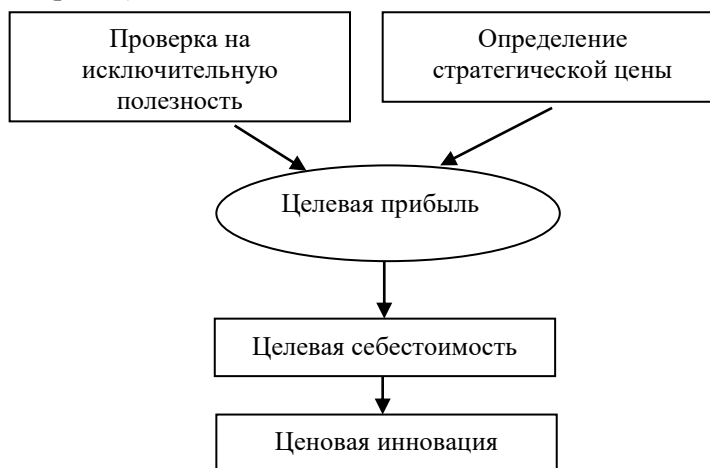 Проверка на
исключительную
полезность
Определение
стратегической цены
Целевая прибыль
Целевая себестоимость
Ценовая инновация